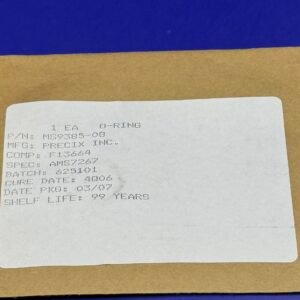 1 EA O-RING
P/N: MS9385-08
MFG: PRECIX INC.
COMP: F13664
SPEC: AMS7267
BATCH: 625101
CURE DATE: 4Q06
DATE PKG: 03/07
SHELF LIFE: 99 YEARS